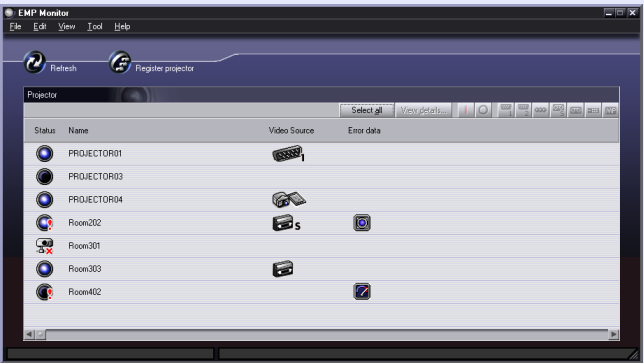 EMP Monitor
File Edit View Tool Help
Refresh Register projector
Projector
Select all View details...
Status Name Video Source Error data
PROJECTOR01 1
PROJECTOR03
PROJECTOR04
Room202 S
Room301
Room303
Room402